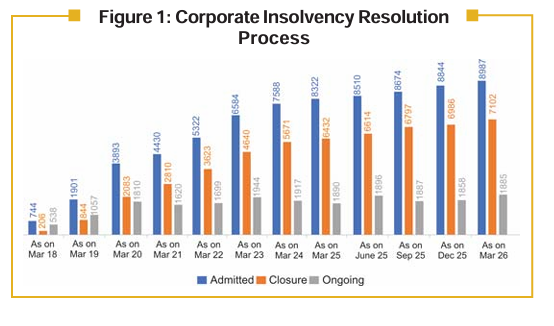 Figure 1: Corporate Insolvency Resolution
Process
744 206 538
1901 844 1057
3893 2083 1810
4430 2810 1620
5322 3623 1699
6584 4640 1944
7588 5671 1917
8322 6432 1890
8510 6614 1896
8674 6797 1887
8844 6986 1858
8987 7102 1885
As on Mar 18
As on Mar 19
As on Mar 20
As on Mar 21
As on Mar 22
As on Mar 23
As on Mar 24
As on Mar 25
As on June 25
As on Sep 25
As on Dec 25
As on Mar 26
Admitted Closure Ongoing